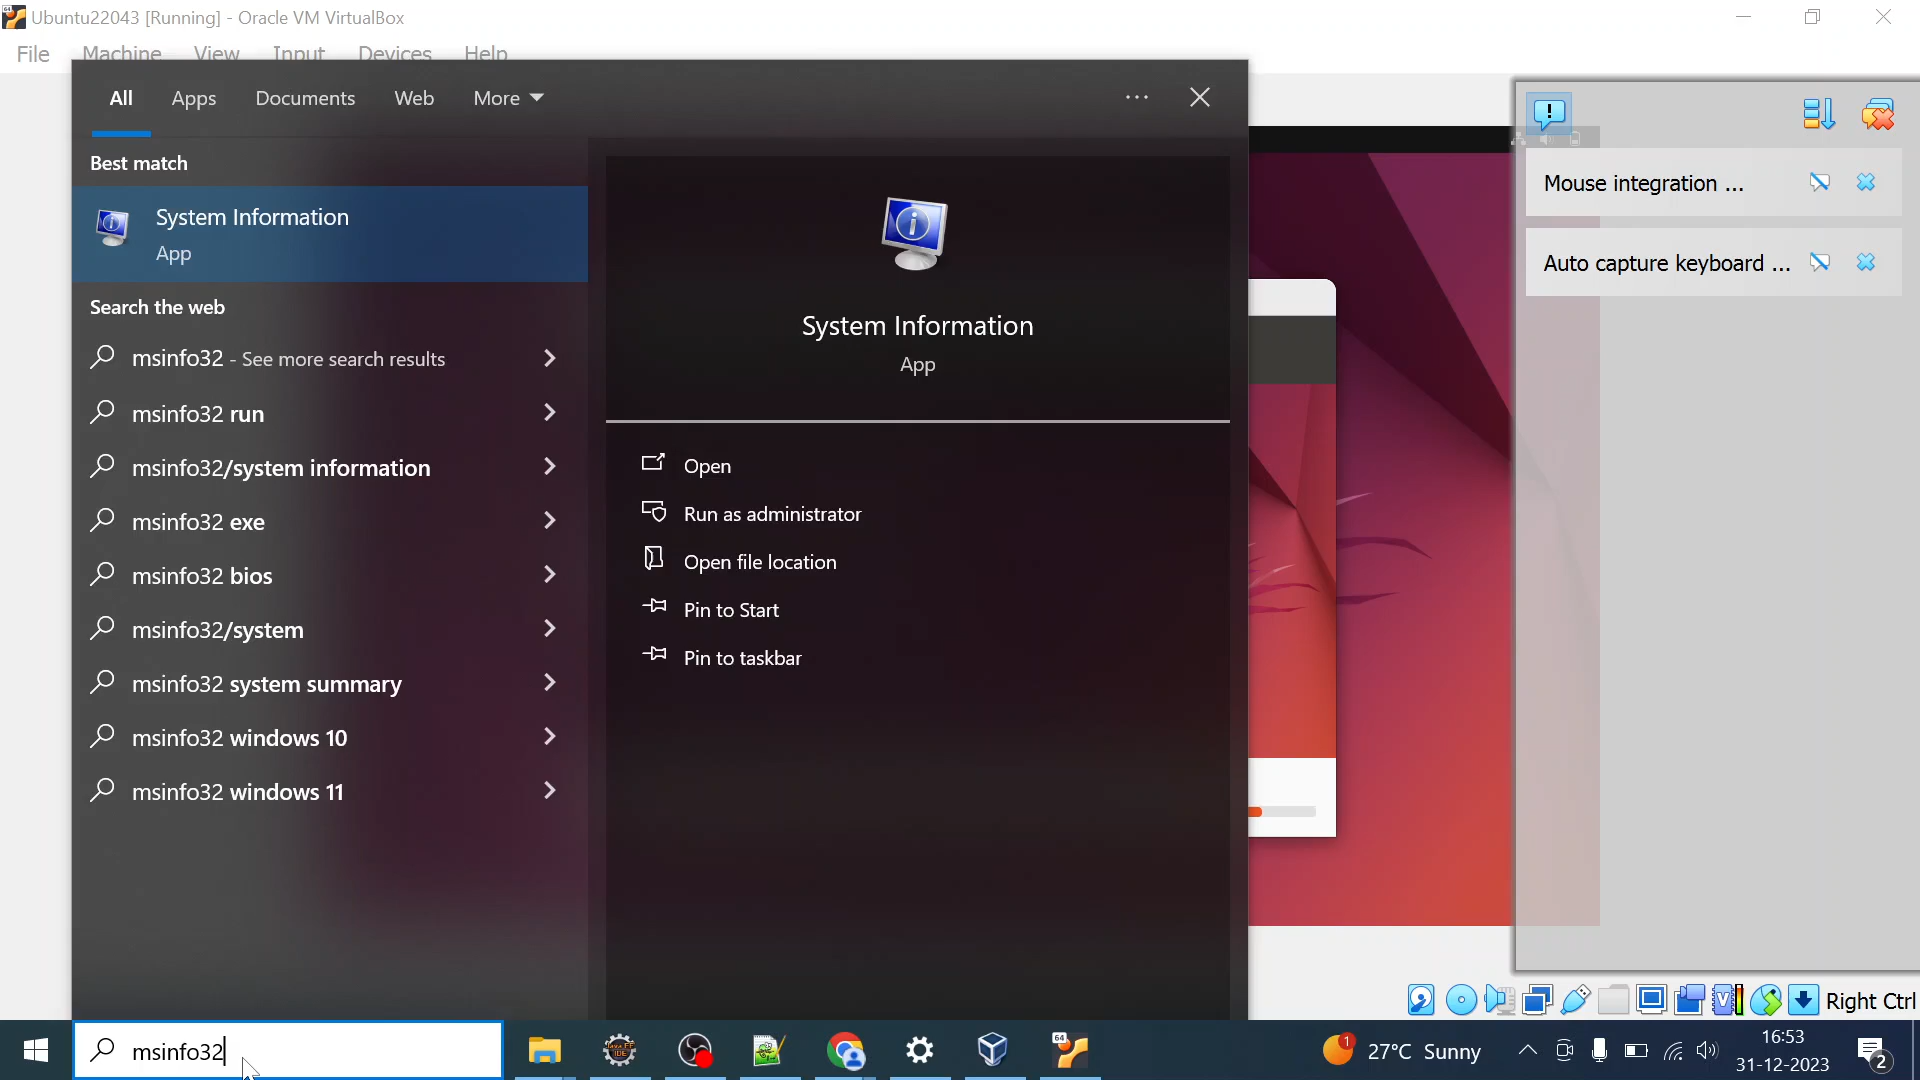 Ubuntu22043 [Running] - Oracle VM VirtualBox
File Machine View Input Devices Help
All Apps Documents Web More
Best match
System Information
App
Search the web
msinfo32 - See more search results
msinfo32 run
msinfo32/system information
msinfo32 exe
msinfo32 bios
msinfo32/system
msinfo32 system summary
msinfo32 windows 10
msinfo32 windows 11
System Information
App
Open
Run as administrator
Open file location
Pin to Start
Pin to taskbar
Mouse integration ...
Auto capture keyboard ...
Right Ctrl
msinfo32
64
1
27°C Sunny
16:53
31-12-2023
2